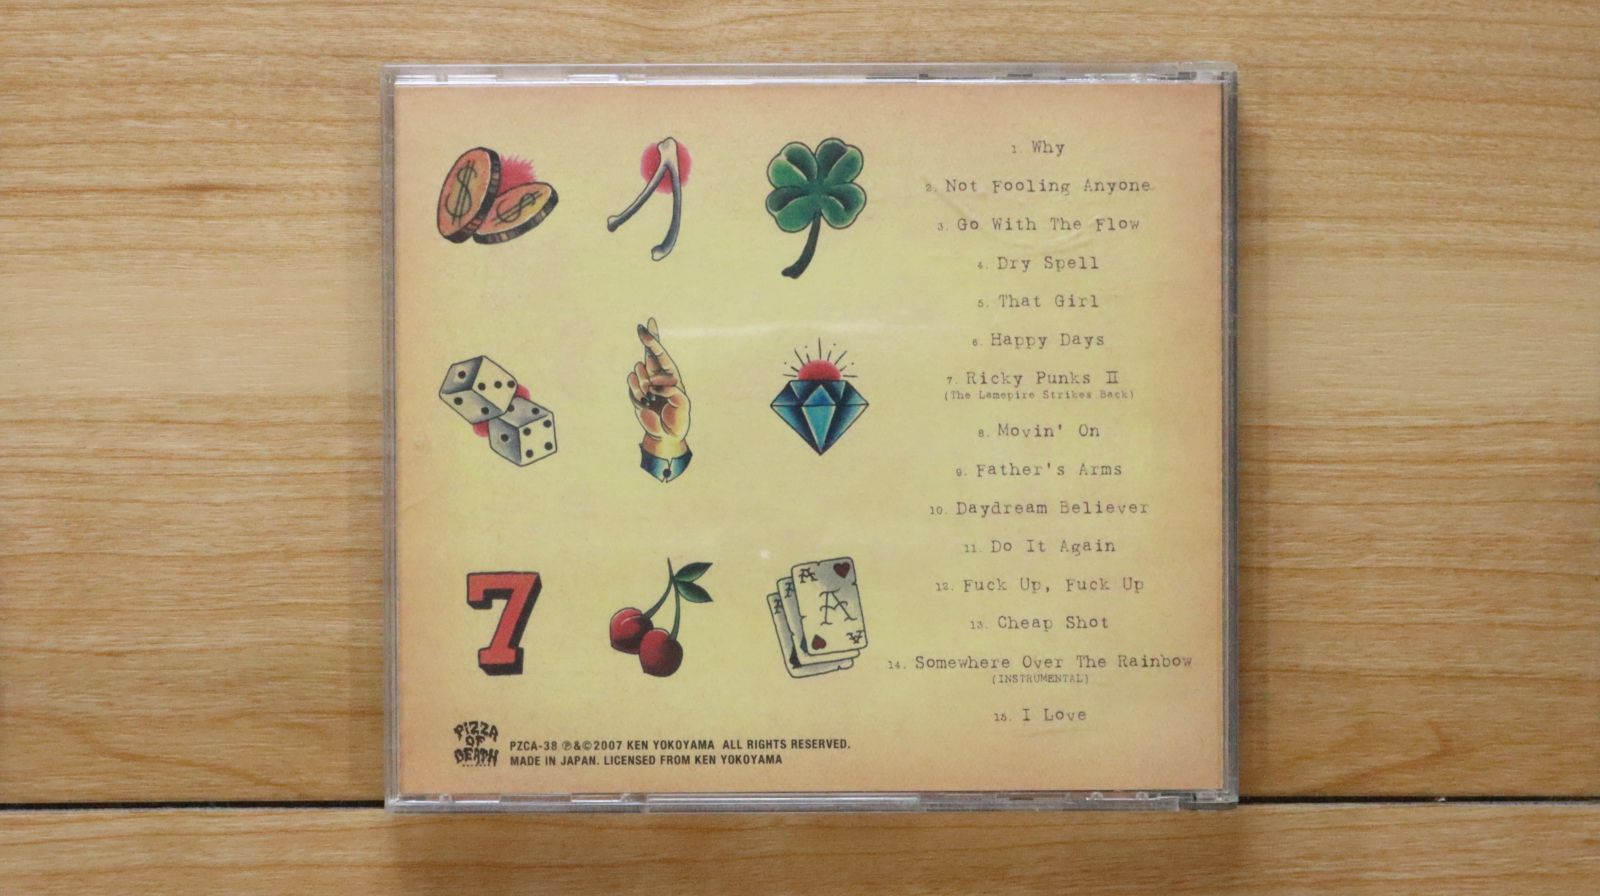 1. Why
2. Not Fooling Anyone
3. Go With The Flow
4. Dry Spell
5. That Girl
6. Happy Days
7. Ricky Punks II
(The Lamepire Strikes Back)
8. Movin' On
9. Father's Arms
10. Daydream Believer
11. Do It Again
12. Fuck Up, Fuck Up
13. Cheap Shot
14. Somewhere Over The Rainbow
(INSTRUMENTAL)
15. I Love
$
$
7
A
A
A
A
A
PIZZA
OF
DEATH
PZCA-38 ℗&©2007 KEN YOKOYAMA ALL RIGHTS RESERVED.
MADE IN JAPAN. LICENSED FROM KEN YOKOYAMA